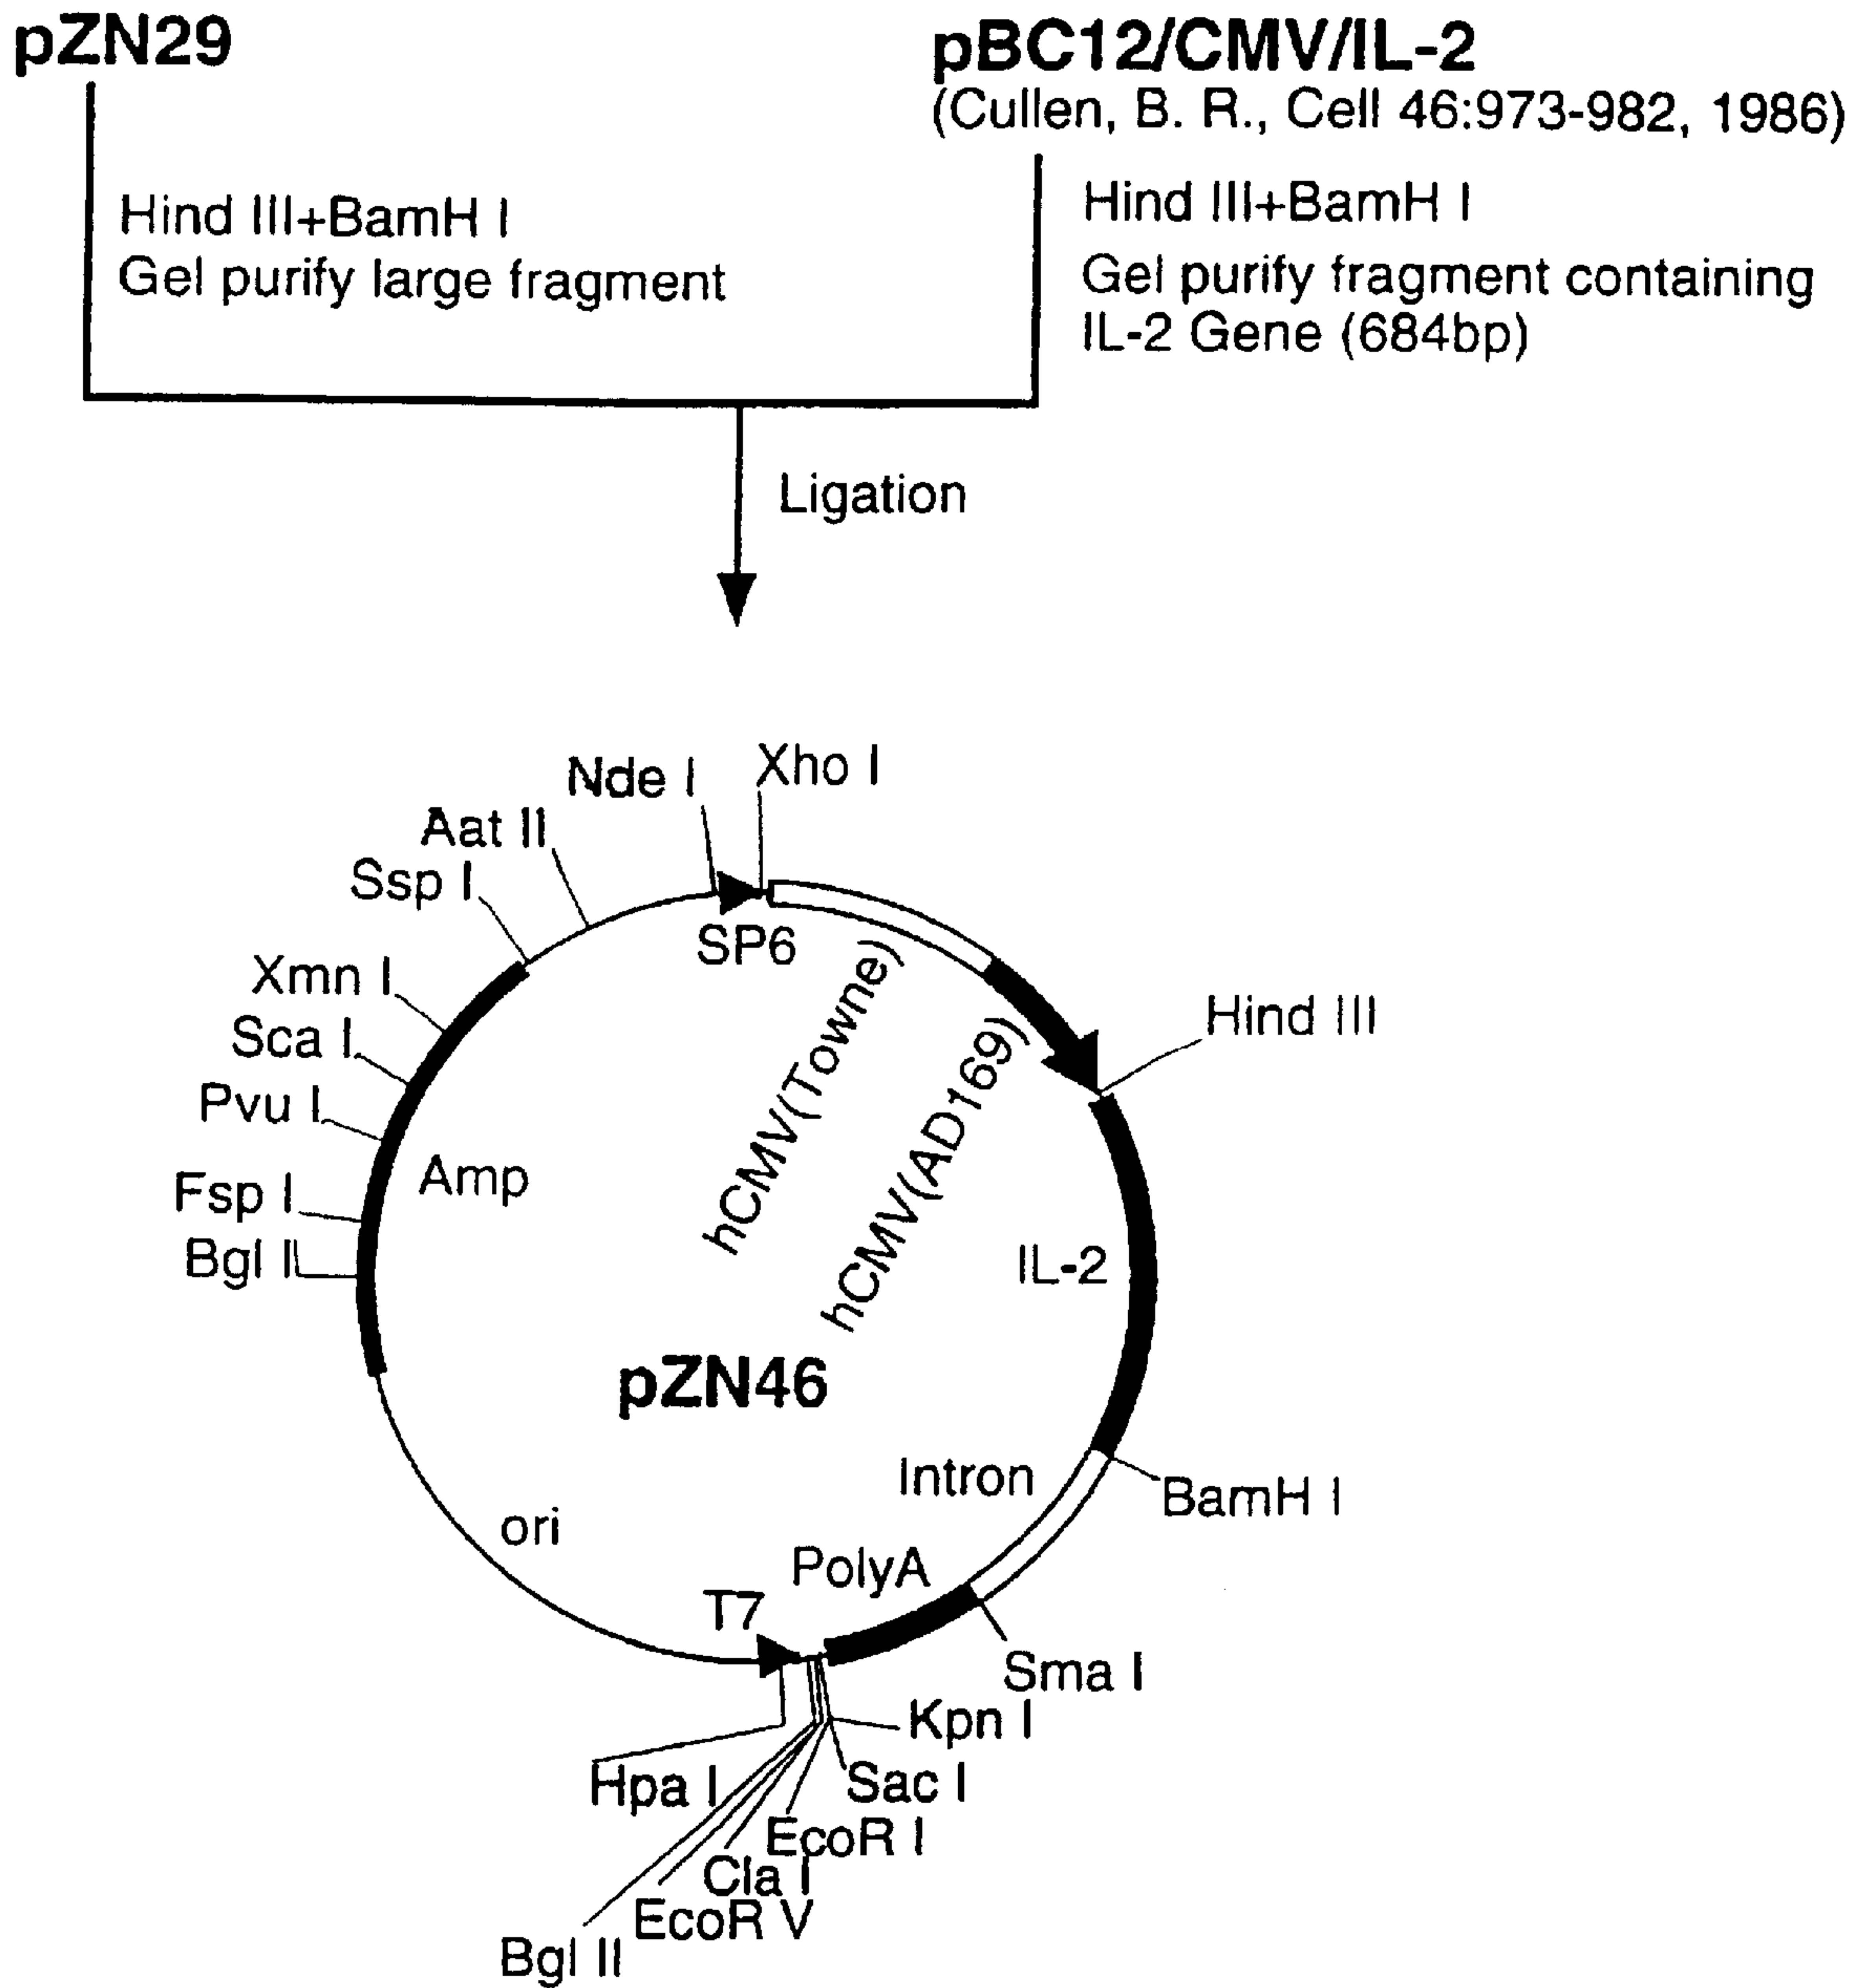 pZN29
pBC12/CMV/IL-2
(Cullen, B. R., Cell 46:973-982, 1986)
Hind III+BamH I
Gel purify large fragment
Hind III+BamH I
Gel purify fragment containing
IL-2 Gene (684bp)
Ligation
Nde I
Xho I
Aat II
Ssp I
SP6
Xmn I
Sca I
Pvu I
Fsp I
Bgl I
Amp
hCMV(Towne)
hCMV(AD169)
Hind III
IL-2
pZN46
Intron
BamH I
ori
PolyA
T7
Sma I
Kpn I
Hpa I
Sac I
EcoR I
Cla I
EcoR V
Bgl II